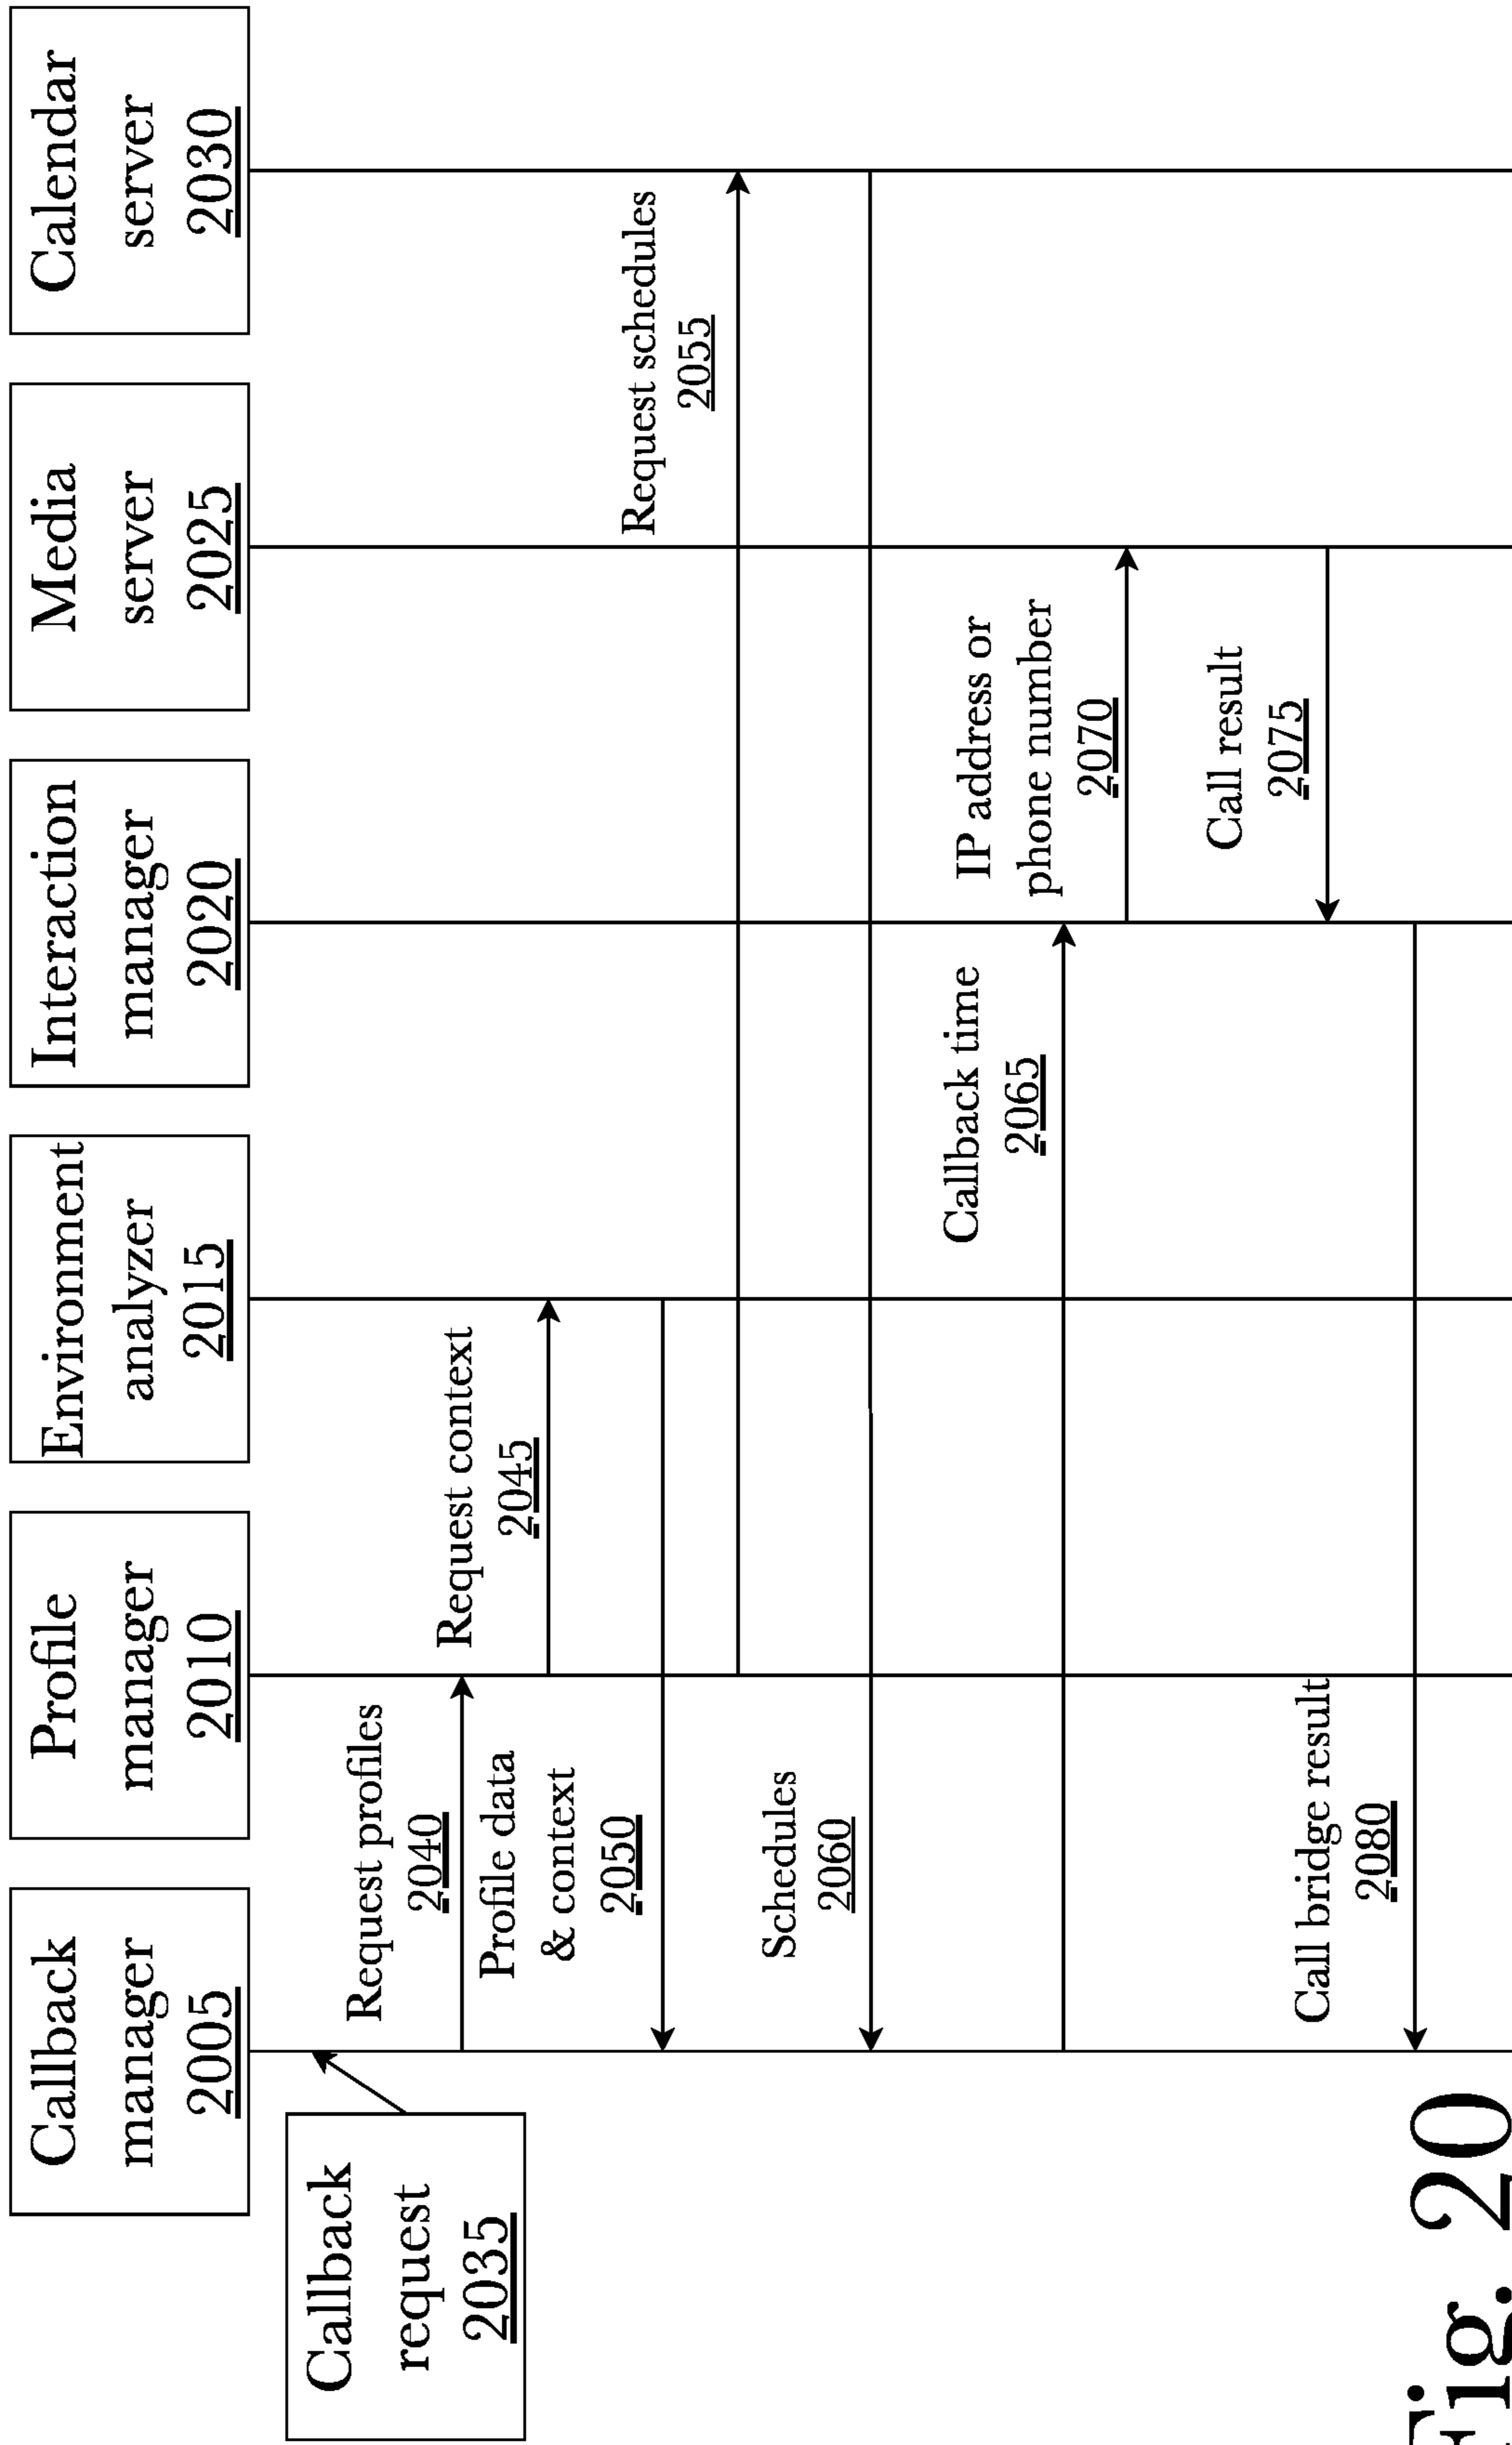 Callback
manager
2005
Profile
manager
2010
Environment
analyzer
2015
Interaction
manager
2020
Media
server
2025
Calendar
server
2030
Callback
request
2035
Request profiles
2040
Request context
2045
Profile data
& context
2050
Request schedules
2055
Schedules
2060
Callback time
2065
IP address or
phone number
2070
Call result
2075
Call bridge result
2080
Fig. 20